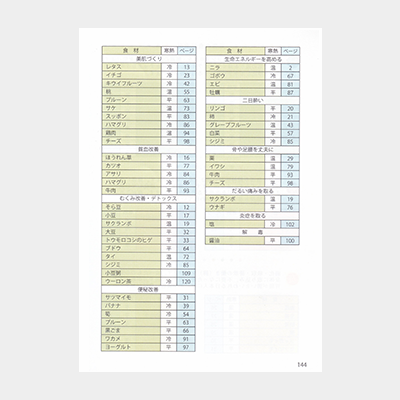 食 材 寒熱 ページ
美肌づくり
レタス 冷 13
イチゴ 冷 23
キウイフルーツ 冷 42
桃 温 55
プルーン 平 63
サケ 温 73
スッポン 平 83
ハマグリ 冷 86
鶏肉 温 94
チーズ 平 98
貧血改善
ほうれん草 冷 16
カツオ 平 77
アサリ 冷 84
ハマグリ 冷 86
牛肉 平 93
むくみ改善・デトックス
そら豆 冷 12
小豆 平 17
サクランボ 温 19
大豆 平 32
トウモロコシのヒゲ 平 33
ブドウ 平 64
タイ 温 72
シジミ 冷 85
小豆粥 109
ウーロン茶 冷 120
便秘改善
サツマイモ 平 31
バナナ 冷 39
筍 冷 54
プルーン 平 63
黒ごま 平 66
ワカメ 冷 91
ヨーグルト 平 97
食 材 寒熱 ページ
生命エネルギーを高める
ニラ 温 2
ゴボウ 冷 67
エビ 温 81
牡蠣 平 87
二日酔い
リンゴ 平 20
柿 冷 21
グレープフルーツ 温 43
白菜 平 57
シジミ 冷 85
骨や足腰を丈夫に
栗 温 29
イワシ 温 79
牛肉 平 93
チーズ 平 98
だるい痛みを取る
サクランボ 温 19
ウナギ 平 76
炎症を取る
塩 冷 102
解 毒
醤油 平 100
144